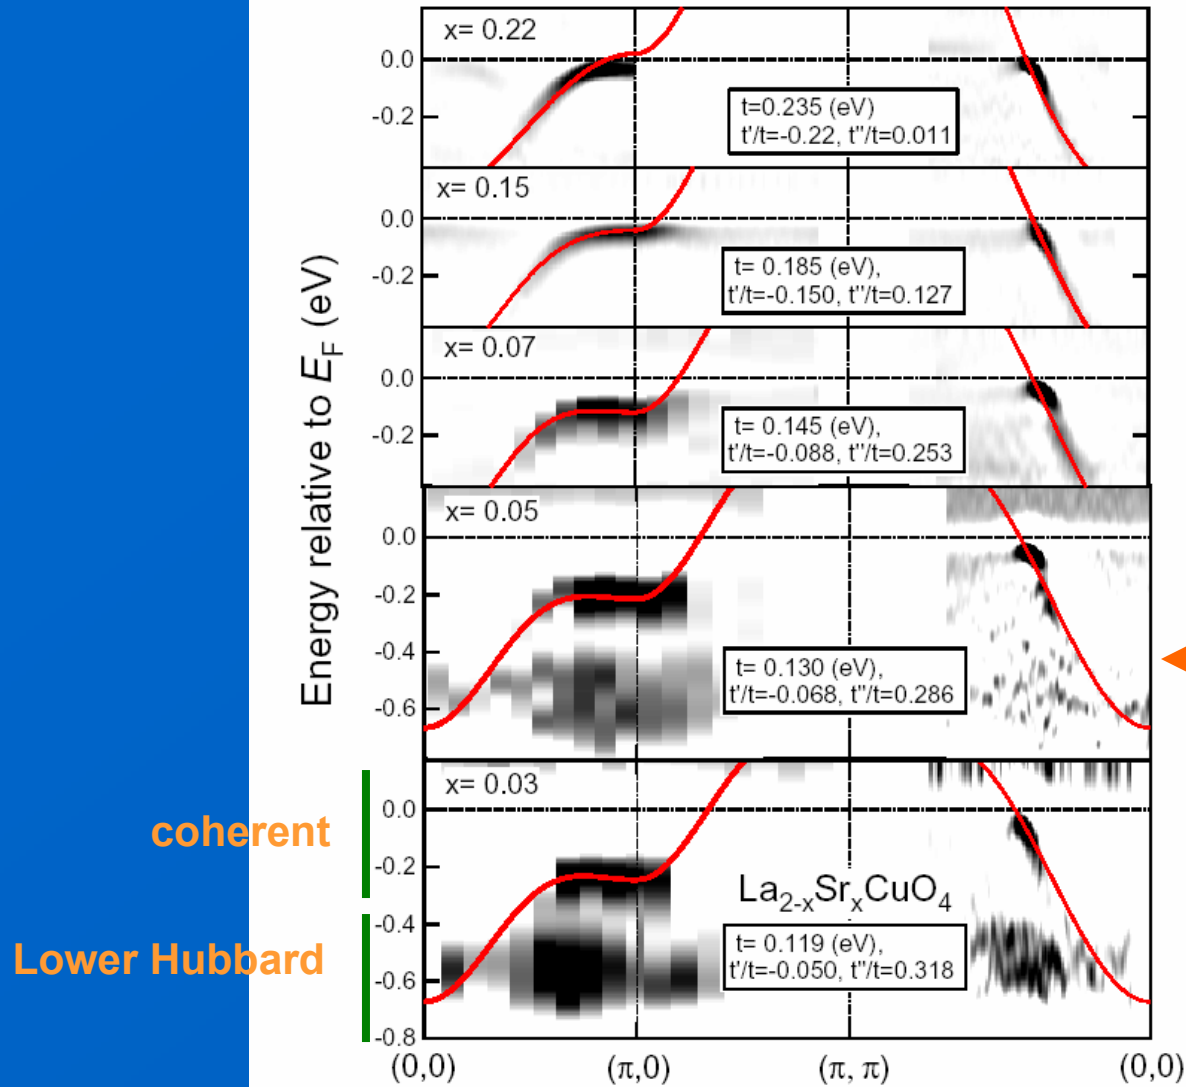 x= 0.22
0.0
-0.2
t=0.235 (eV)
t'/t=-0.22, t''/t=0.011
x= 0.15
0.0
-0.2
t= 0.185 (eV),
t'/t=-0.150, t''/t=0.127
x= 0.07
0.0
-0.2
t= 0.145 (eV),
t'/t=-0.088, t''/t=0.253
x= 0.05
0.0
-0.2
-0.4
-0.6
t= 0.130 (eV),
t'/t=-0.068, t''/t=0.286
x= 0.03
0.0
-0.2
-0.4
-0.6
-0.8
La₂₋ₓSrₓCuO₄
t= 0.119 (eV),
t'/t=-0.050, t''/t=0.318
Energy relative to E_F (eV)
coherent
Lower Hubbard
(0,0) (π,0) (π, π) (0,0)